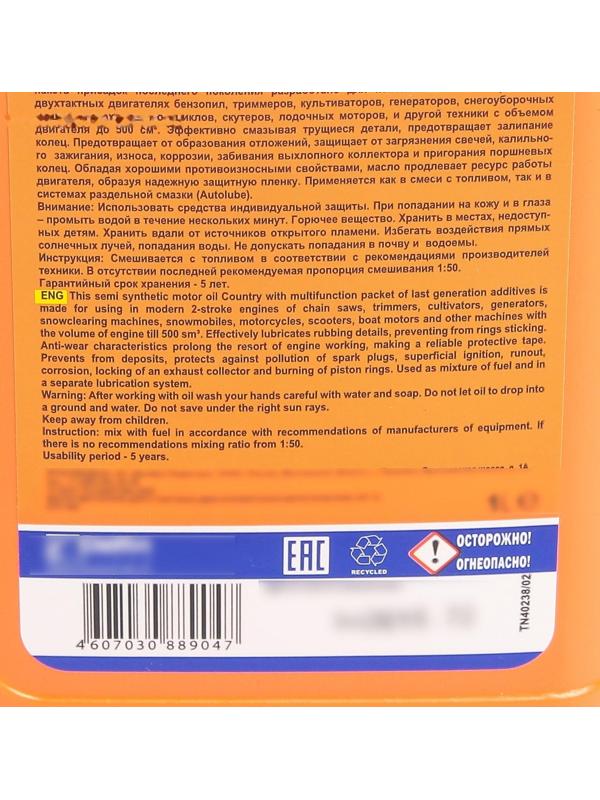 пакета присадок последнего поколения разработано для
двухтактных двигателях бензопил, триммеров, культиваторов, генераторов, снегоуборочных
мотоциклов, скутеров, лодочных моторов, и другой техники с объемом
двигателя до 500 см³. Эффективно смазывая трущиеся детали, предотвращает залипание
колец. Предотвращает от образования отложений, защищает от загрязнения свечей, калильно-
го зажигания, износа, коррозии, забивания выхлопного коллектора и пригорания поршневых
колец. Обладая хорошими противоизносными свойствами, масло продлевает ресурс работы
двигателя, образуя надежную защитную пленку. Применяется как в смеси с топливом, так и в
системах раздельной смазки (Autolube).
Внимание: Использовать средства индивидуальной защиты. При попадании на кожу и в глаза
– промыть водой в течение нескольких минут. Горючее вещество. Хранить в местах, недоступ-
ных детям. Хранить вдали от источников открытого пламени. Избегать воздействия прямых
солнечных лучей, попадания воды. Не допускать попадания в почву и водоемы.
Инструкция: Смешивается с топливом в соответствии с рекомендациями производителей
техники. В отсутствии последней рекомендуемая пропорция смешивания 1:50.
Гарантийный срок хранения - 5 лет.
ENG This semi synthetic motor oil Country with multifunction packet of last generation additives is
made for using in modern 2-stroke engines of chain saws, trimmers, cultivators, generators,
snowclearing machines, snowmobiles, motorcycles, scooters, boat motors and other machines with
the volume of engine till 500 sm³. Effectively lubricates rubbing details, preventing from rings sticking.
Anti-wear characteristics prolong the resort of engine working, making a reliable protective tape.
Prevents from deposits, protects against pollution of spark plugs, superficial ignition, runout,
corrosion, locking of an exhaust collector and burning of piston rings. Used as mixture of fuel and in
a separate lubrication system.
Warning: After working with oil wash your hands careful with water and soap. Do not let oil to drop into
a ground and water. Do not save under the right sun rays.
Keep away from children.
Instruction: mix with fuel in accordance with recommendations of manufacturers of equipment. If
there is no recommendations mixing ratio from 1:50.
Usability period - 5 years.
EAC
RECYCLED
ОСТОРОЖНО!
ОГНЕОПАСНО!
TN40238/02
4607030 889047